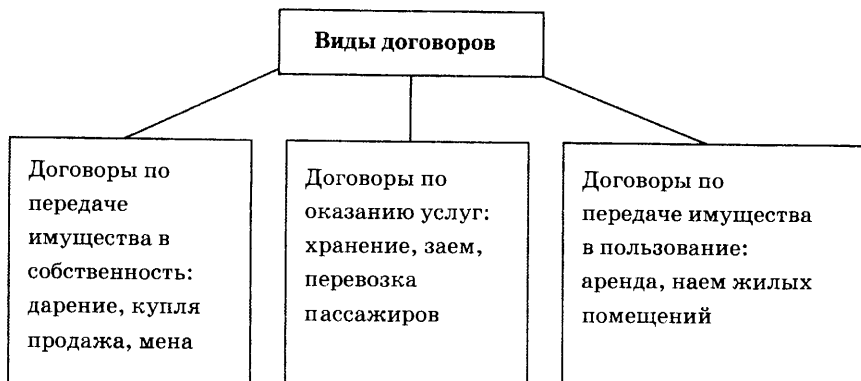 Виды договоров
Договоры по
передаче
имущества в
собственность:
дарение, купля
продажа, мена
Договоры по
оказанию услуг:
хранение, заем,
перевозка
пассажиров
Договоры по
передаче имущества
в пользование:
аренда, наем жилых
помещений